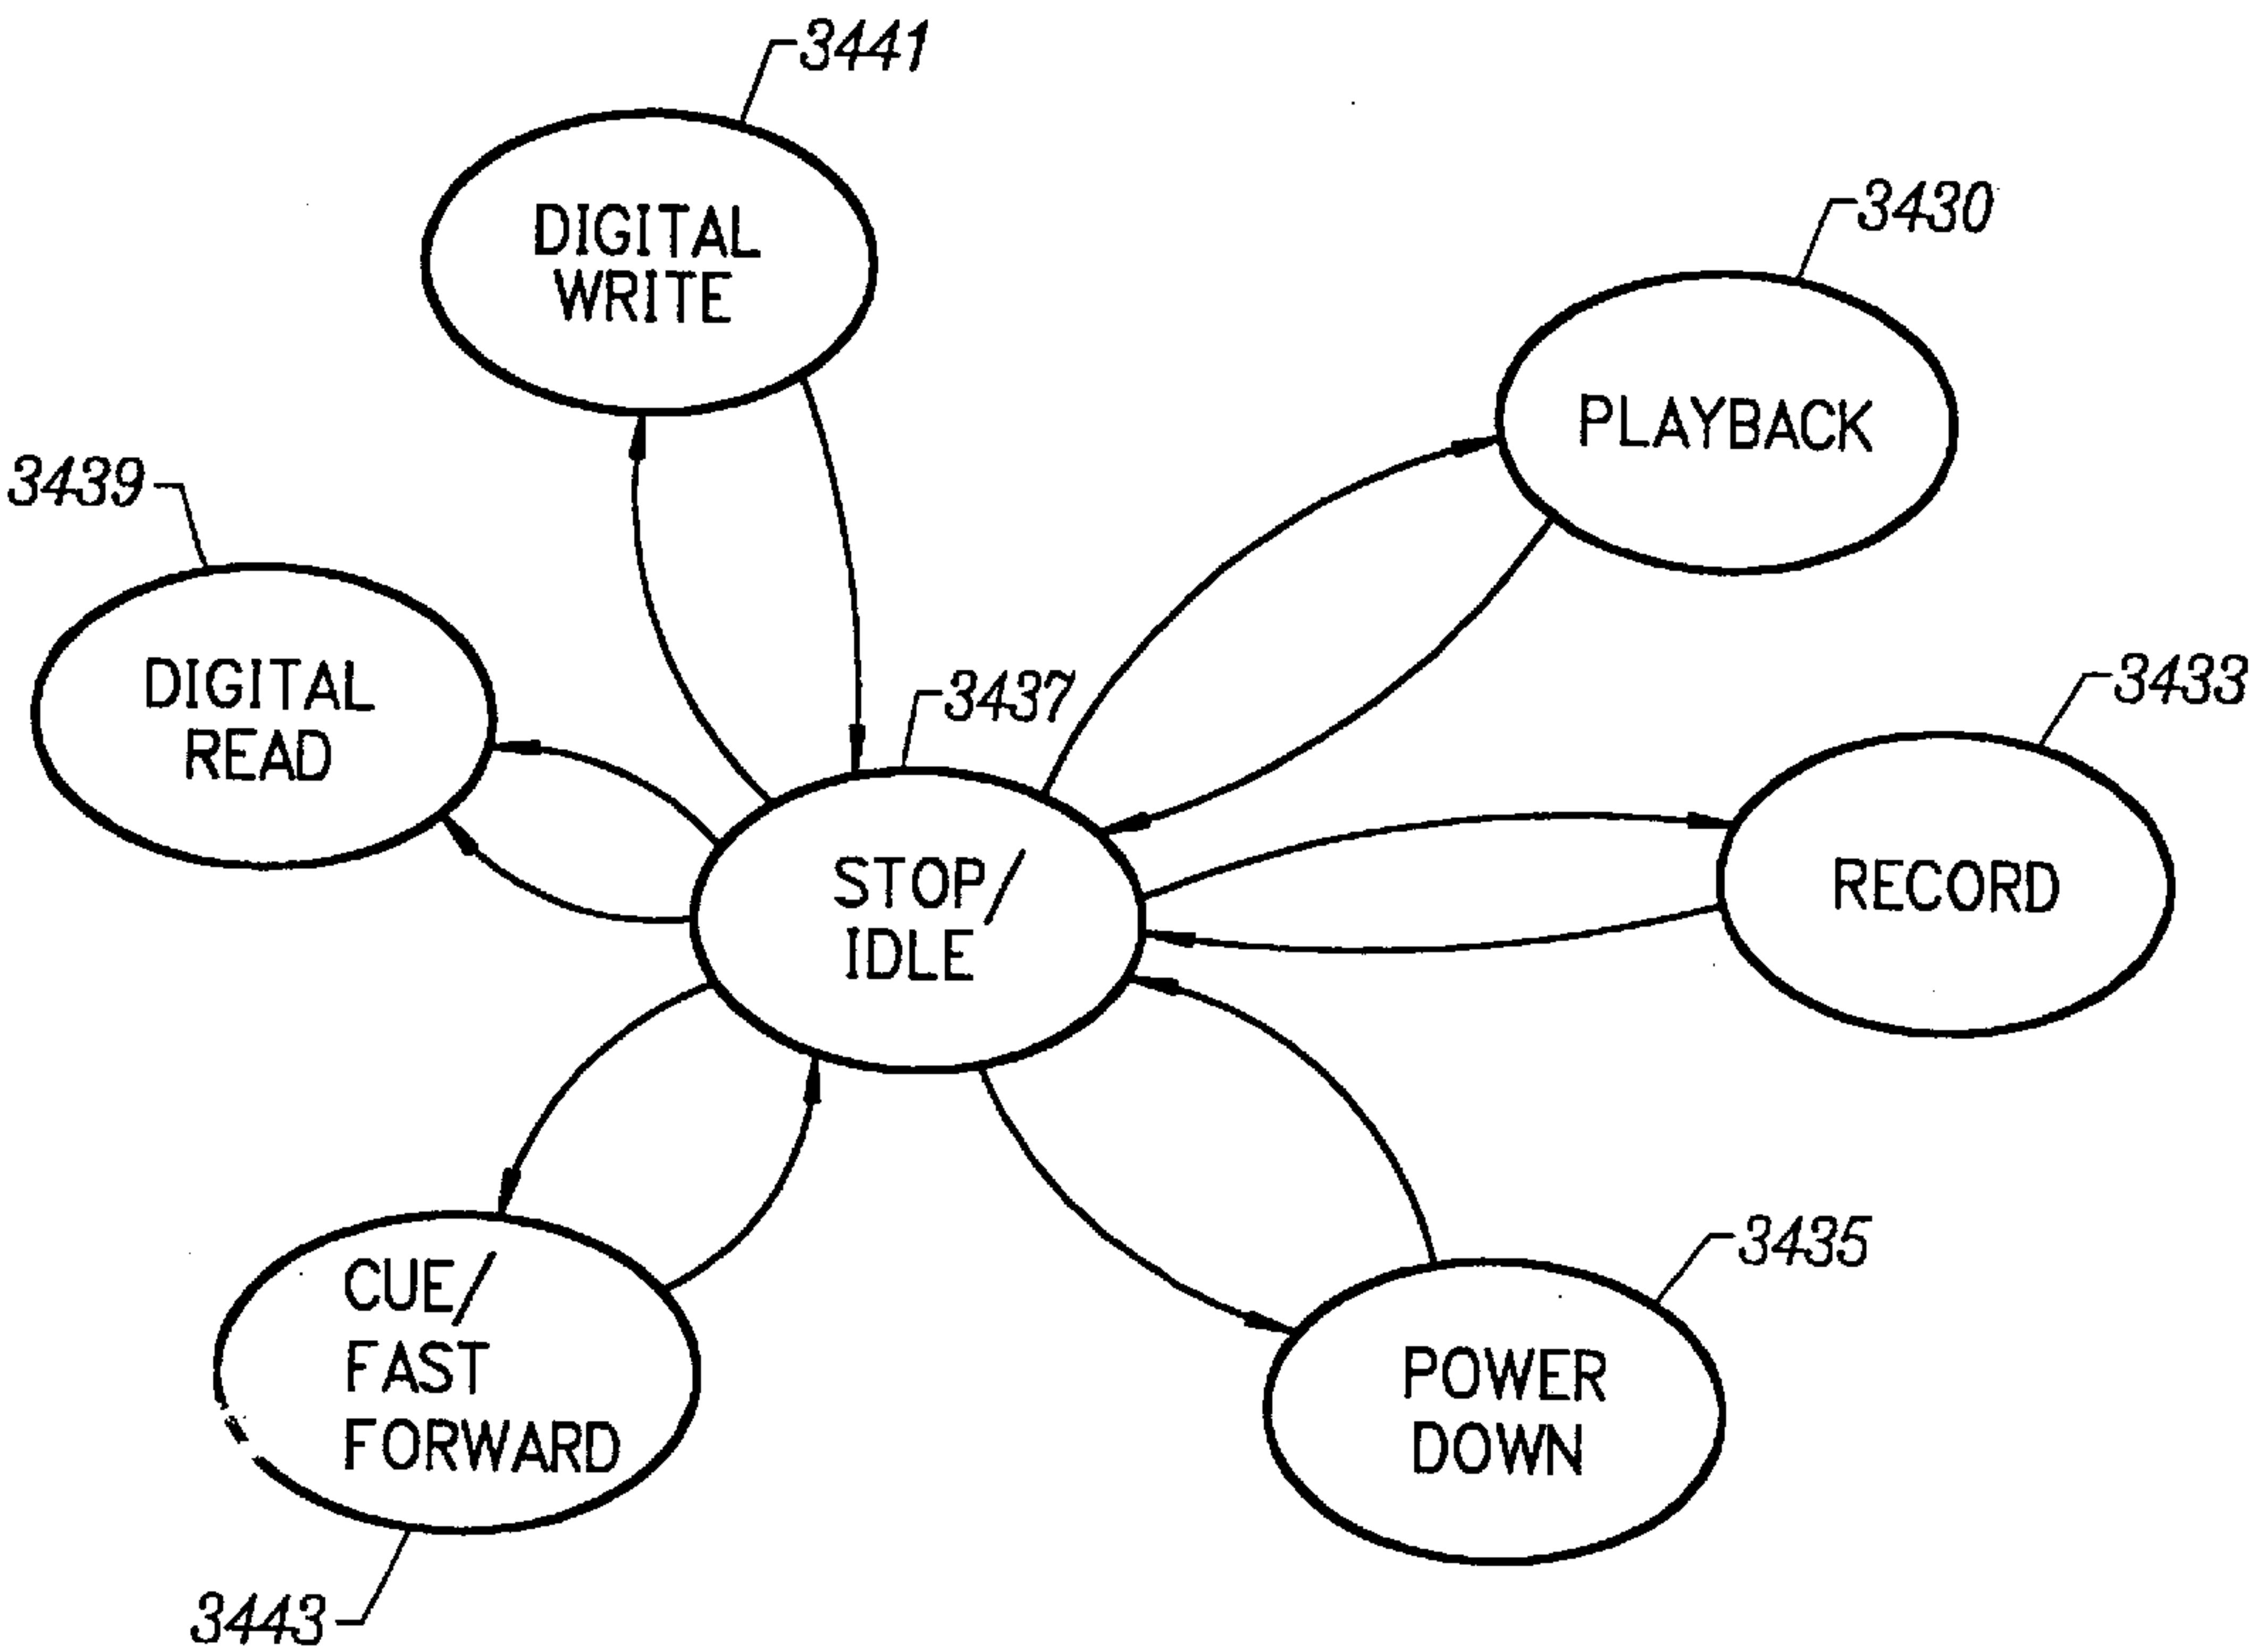 3441
DIGITAL
WRITE
3430
PLAYBACK
3439
DIGITAL
READ
3437
3433
STOP/
IDLE
RECORD
3435
CUE/
FAST
FORWARD
POWER
DOWN
3443